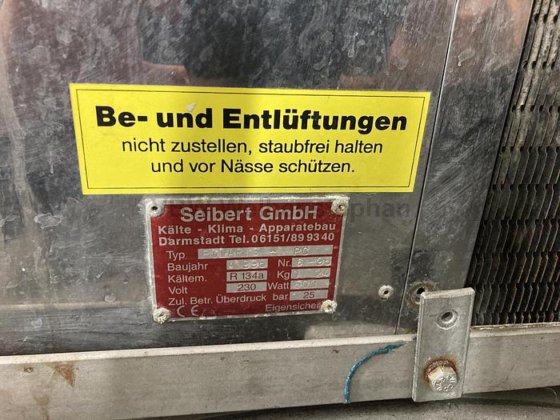 Be- und Entlüftungen
nicht zustellen, staubfrei halten
und vor Nässe schützen.
Seibert GmbH
Kälte - Klima - Apparatebau
Darmstadt Tel. 06151/89 93 40
Typ
Baujahr Nr.
Kältem. R 134a Kg
Volt 230 Watt
Zul. Betr. Überdruck bar 25
CE Eigensicher